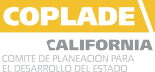 COPLADE
CALIFORNIA
COMITE DE PLANEACION PARA
EL DESARROLLO DEL ESTADO